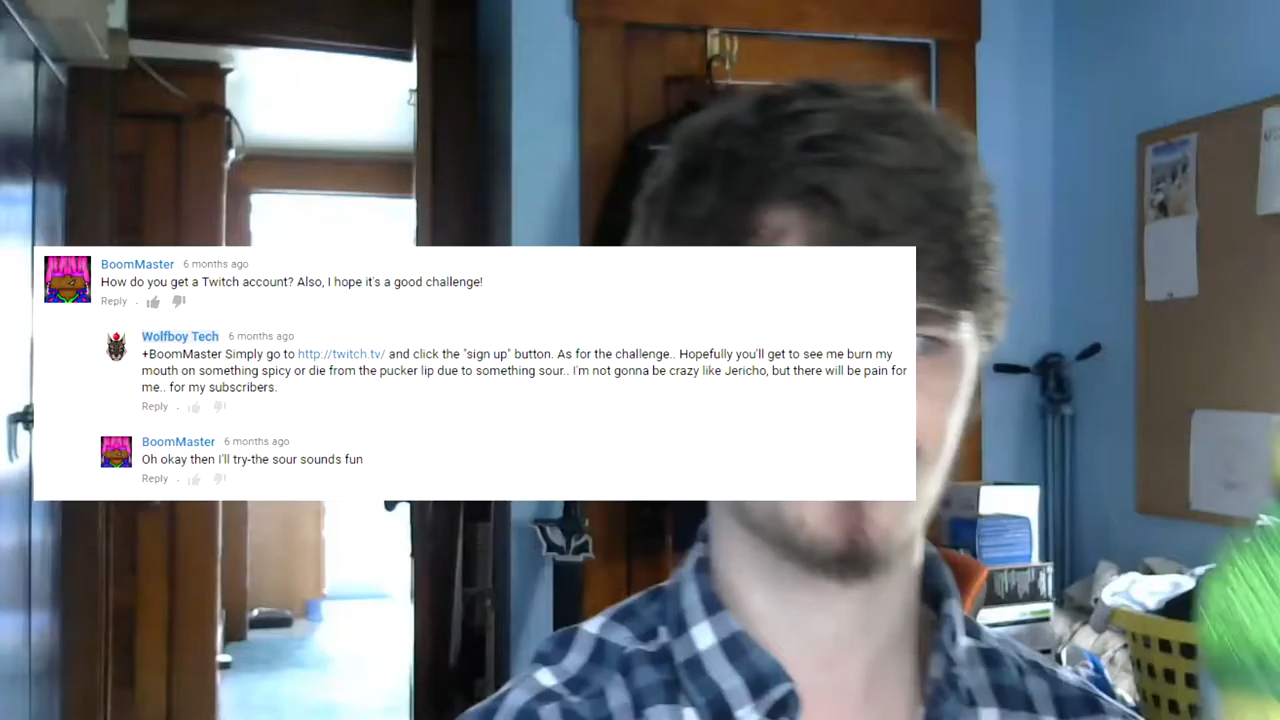 BoomMaster 6 months ago
How do you get a Twitch account? Also, I hope it's a good challenge!
Reply .
Wolfboy Tech 6 months ago
+BoomMaster Simply go to http://twitch.tv/ and click the "sign up" button. As for the challenge.. Hopefully you'll get to see me burn my
mouth on something spicy or die from the pucker lip due to something sour.. I'm not gonna be crazy like Jericho, but there will be pain for
me.. for my subscribers.
Reply .
BoomMaster 6 months ago
Oh okay then I'll try-the sour sounds fun
Reply .